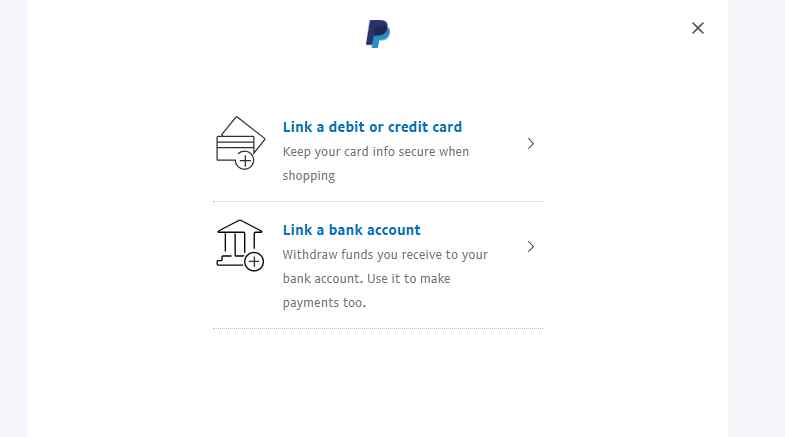 Link a debit or credit card
Keep your card info secure when
shopping
Link a bank account
Withdraw funds you receive to your
bank account. Use it to make
payments too.